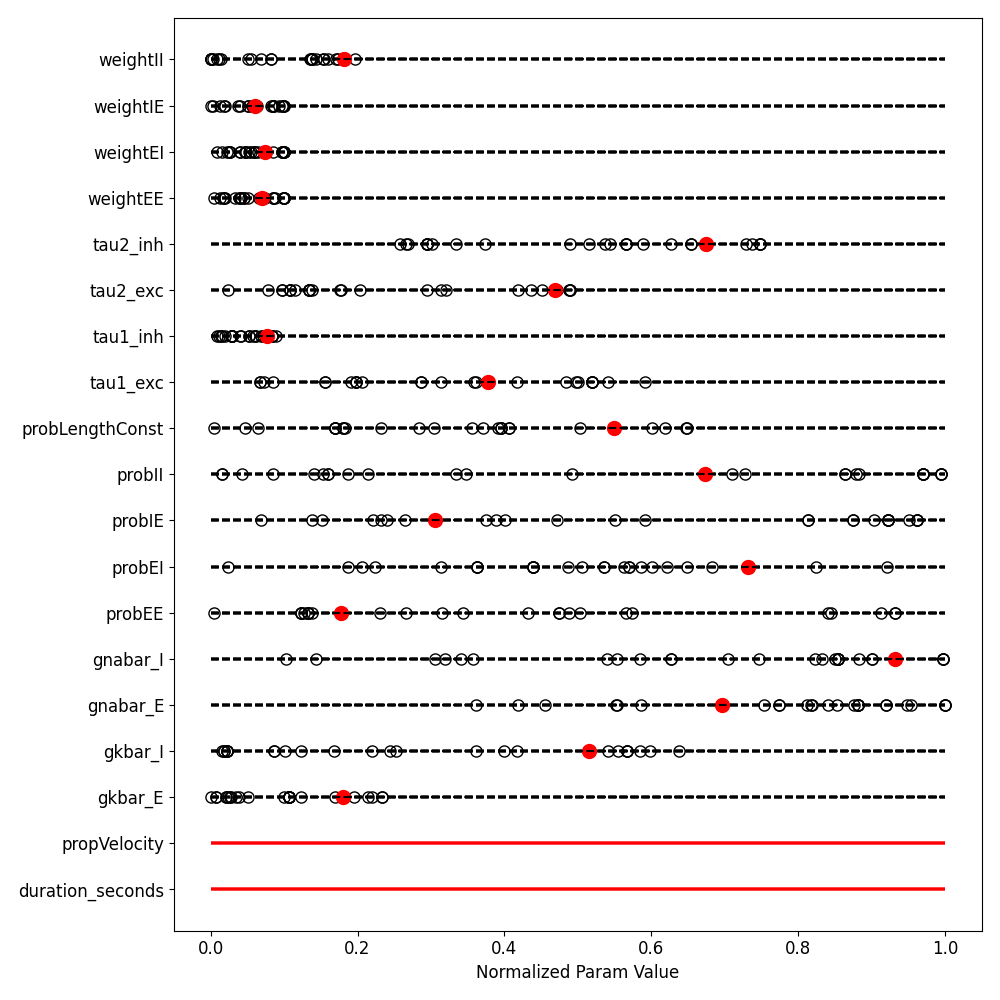 weightII
weightIE
weightEI
weightEE
tau2_inh
tau2_exc
tau1_inh
tau1_exc
probLengthConst
probII
probIE
probEI
probEE
gnabar_I
gnabar_E
gkbar_I
gkbar_E
propVelocity
duration_seconds
0.0 0.2 0.4 0.6 0.8 1.0
Normalized Param Value